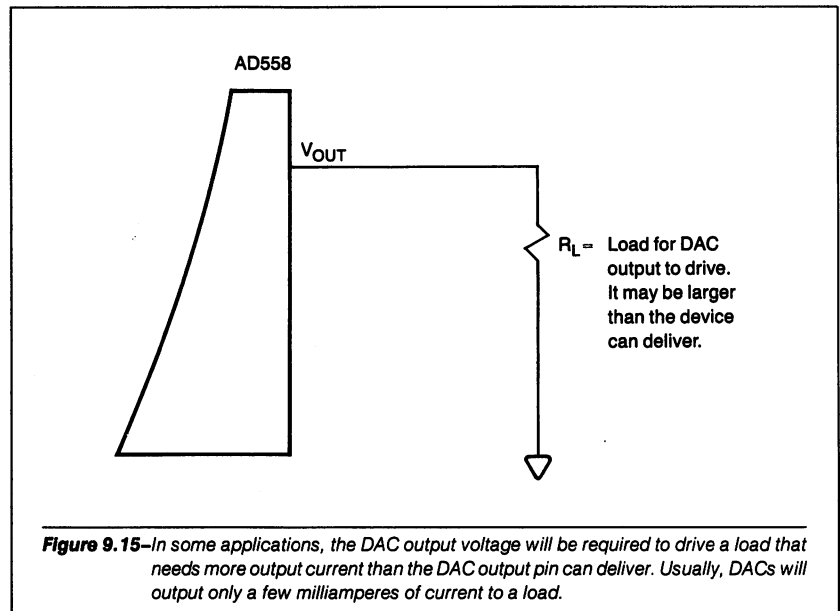 AD558
VOUT
RL= Load for DAC
output to drive.
It may be larger
than the device
can deliver.
Figure 9.15–In some applications, the DAC output voltage will be required to drive a load that
needs more output current than the DAC output pin can deliver. Usually, DACs will
output only a few milliamperes of current to a load.